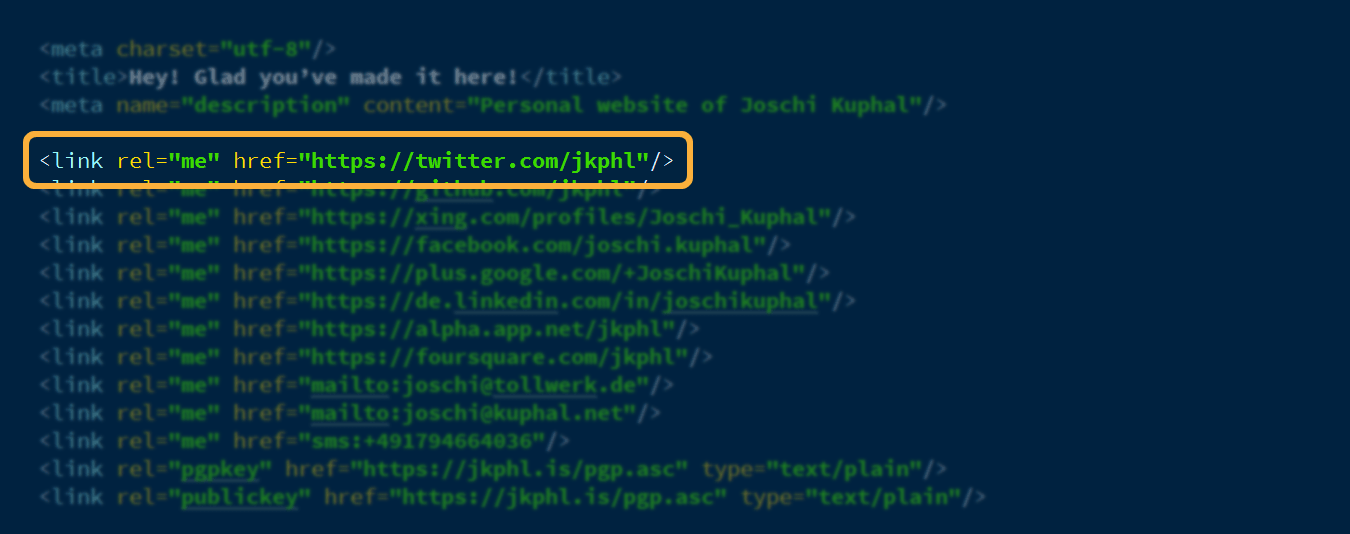 <meta charset="utf-8"/>
<title>Hey! Glad you’ve made it here!</title>
<meta name="description" content="Personal website of Joschi Kuphal"/>
<link rel="me" href="https://twitter.com/jkphl"/>
<link rel="me" href="https://github.com/jkphl"/>
<link rel="me" href="https://xing.com/profiles/Joschi_Kuphal"/>
<link rel="me" href="https://facebook.com/joschi.kuphal"/>
<link rel="me" href="https://plus.google.com/+JoschiKuphal"/>
<link rel="me" href="https://de.linkedin.com/in/joschikuphal"/>
<link rel="me" href="https://alpha.app.net/jkphl"/>
<link rel="me" href="https://foursquare.com/jkphl"/>
<link rel="me" href="mailto:joschi@tollwerk.de"/>
<link rel="me" href="mailto:joschi@kuphal.net"/>
<link rel="me" href="sms:+491794664036"/>
<link rel="pgpkey" href="https://jkphl.is/pgp.asc" type="text/plain"/>
<link rel="publickey" href="https://jkphl.is/pgp.asc" type="text/plain"/>